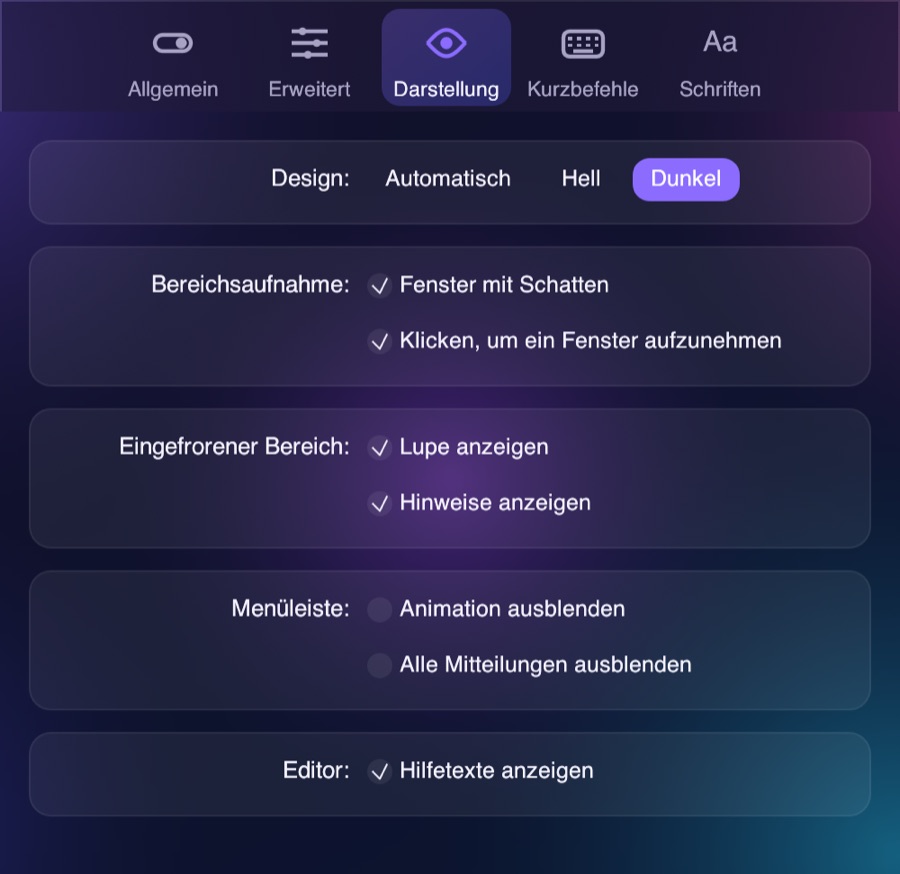 Allgemein Erweitert Darstellung Kurzbefehle Aa Schriften
Design: Automatisch Hell Dunkel
Bereichsaufnahme: Fenster mit Schatten
Klicken, um ein Fenster aufzunehmen
Eingefrorener Bereich: Lupe anzeigen
Hinweise anzeigen
Menüleiste: Animation ausblenden
Alle Mitteilungen ausblenden
Editor: Hilfetexte anzeigen